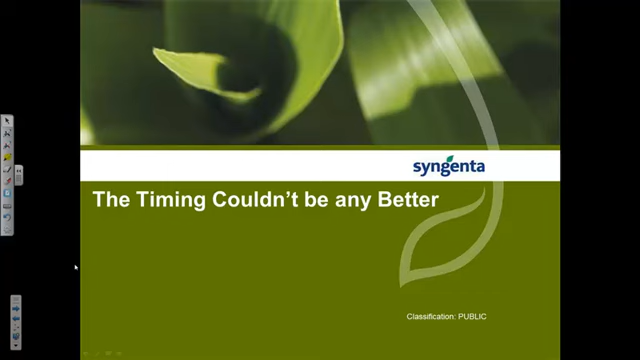 syngenta
The Timing Couldn't be any Better
Classification: PUBLIC